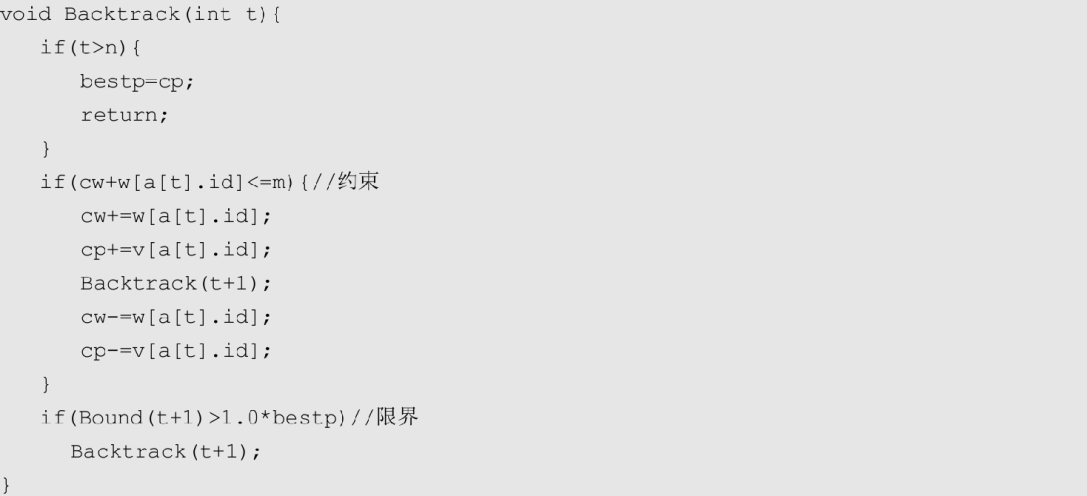 void Backtrack(int t){
   if(t>n){
      bestp=cp;
      return;
   }
   if(cw+w[a[t].id]<=m){//约束
      cw+=w[a[t].id];
      cp+=v[a[t].id];
      Backtrack(t+1);
      cw-=w[a[t].id];
      cp-=v[a[t].id];
   }
   if(Bound(t+1)>1.0*bestp)//限界
     Backtrack(t+1);
}